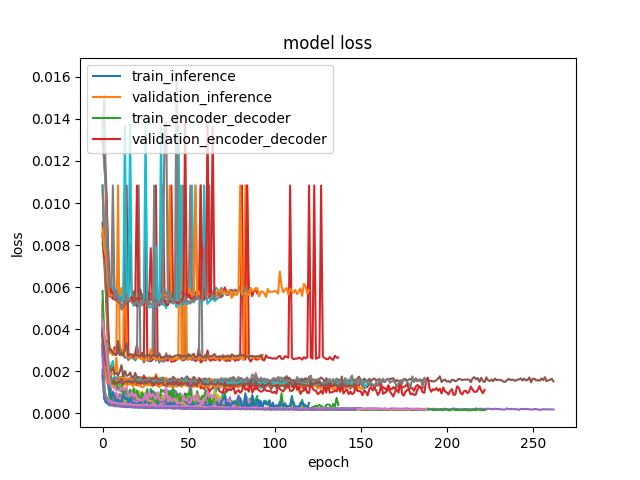 model loss
train_inference
validation_inference
train_encoder_decoder
validation_encoder_decoder
loss
0.016
0.014
0.012
0.010
0.008
0.006
0.004
0.002
0.000
0 50 100 150 200 250
epoch